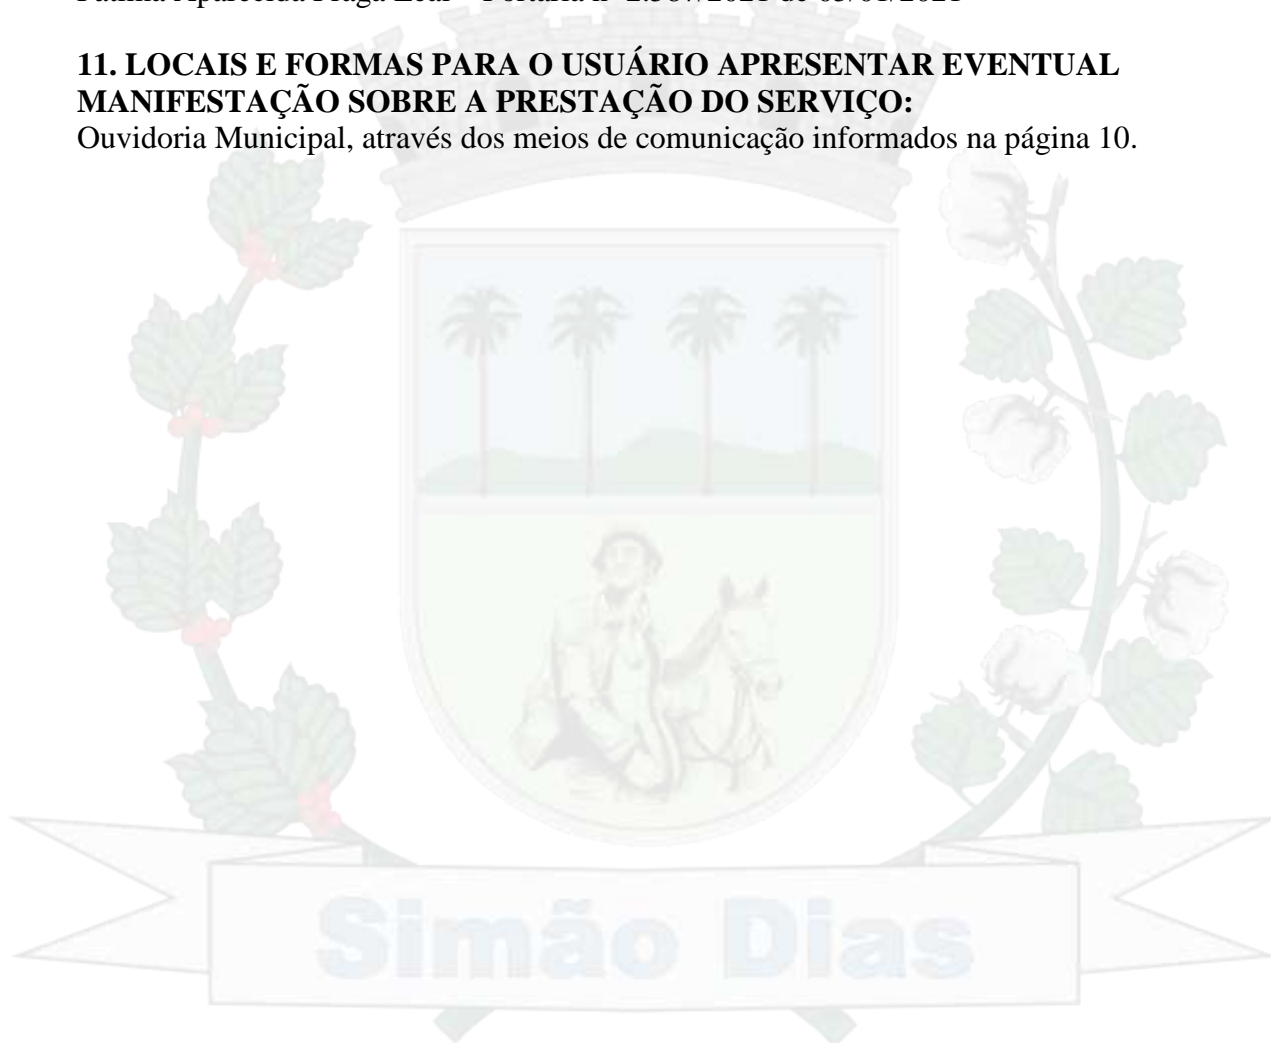 11. LOCAIS E FORMAS PARA O USUÁRIO APRESENTAR EVENTUAL
MANIFESTAÇÃO SOBRE A PRESTAÇÃO DO SERVIÇO:
Ouvidoria Municipal, através dos meios de comunicação informados na página 10.
Simão Dias